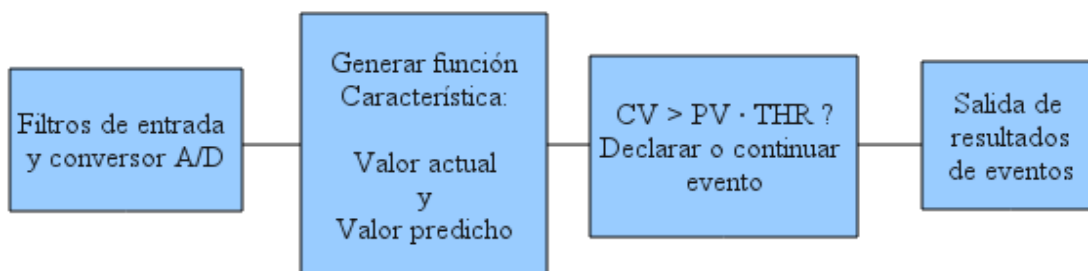 Filtros de entrada
y conversor A/D
Generar función
Característica:
Valor actual
y
Valor predicho
CV > PV · THR ?
Declarar o continuar
evento
Salida de
resultados
de eventos